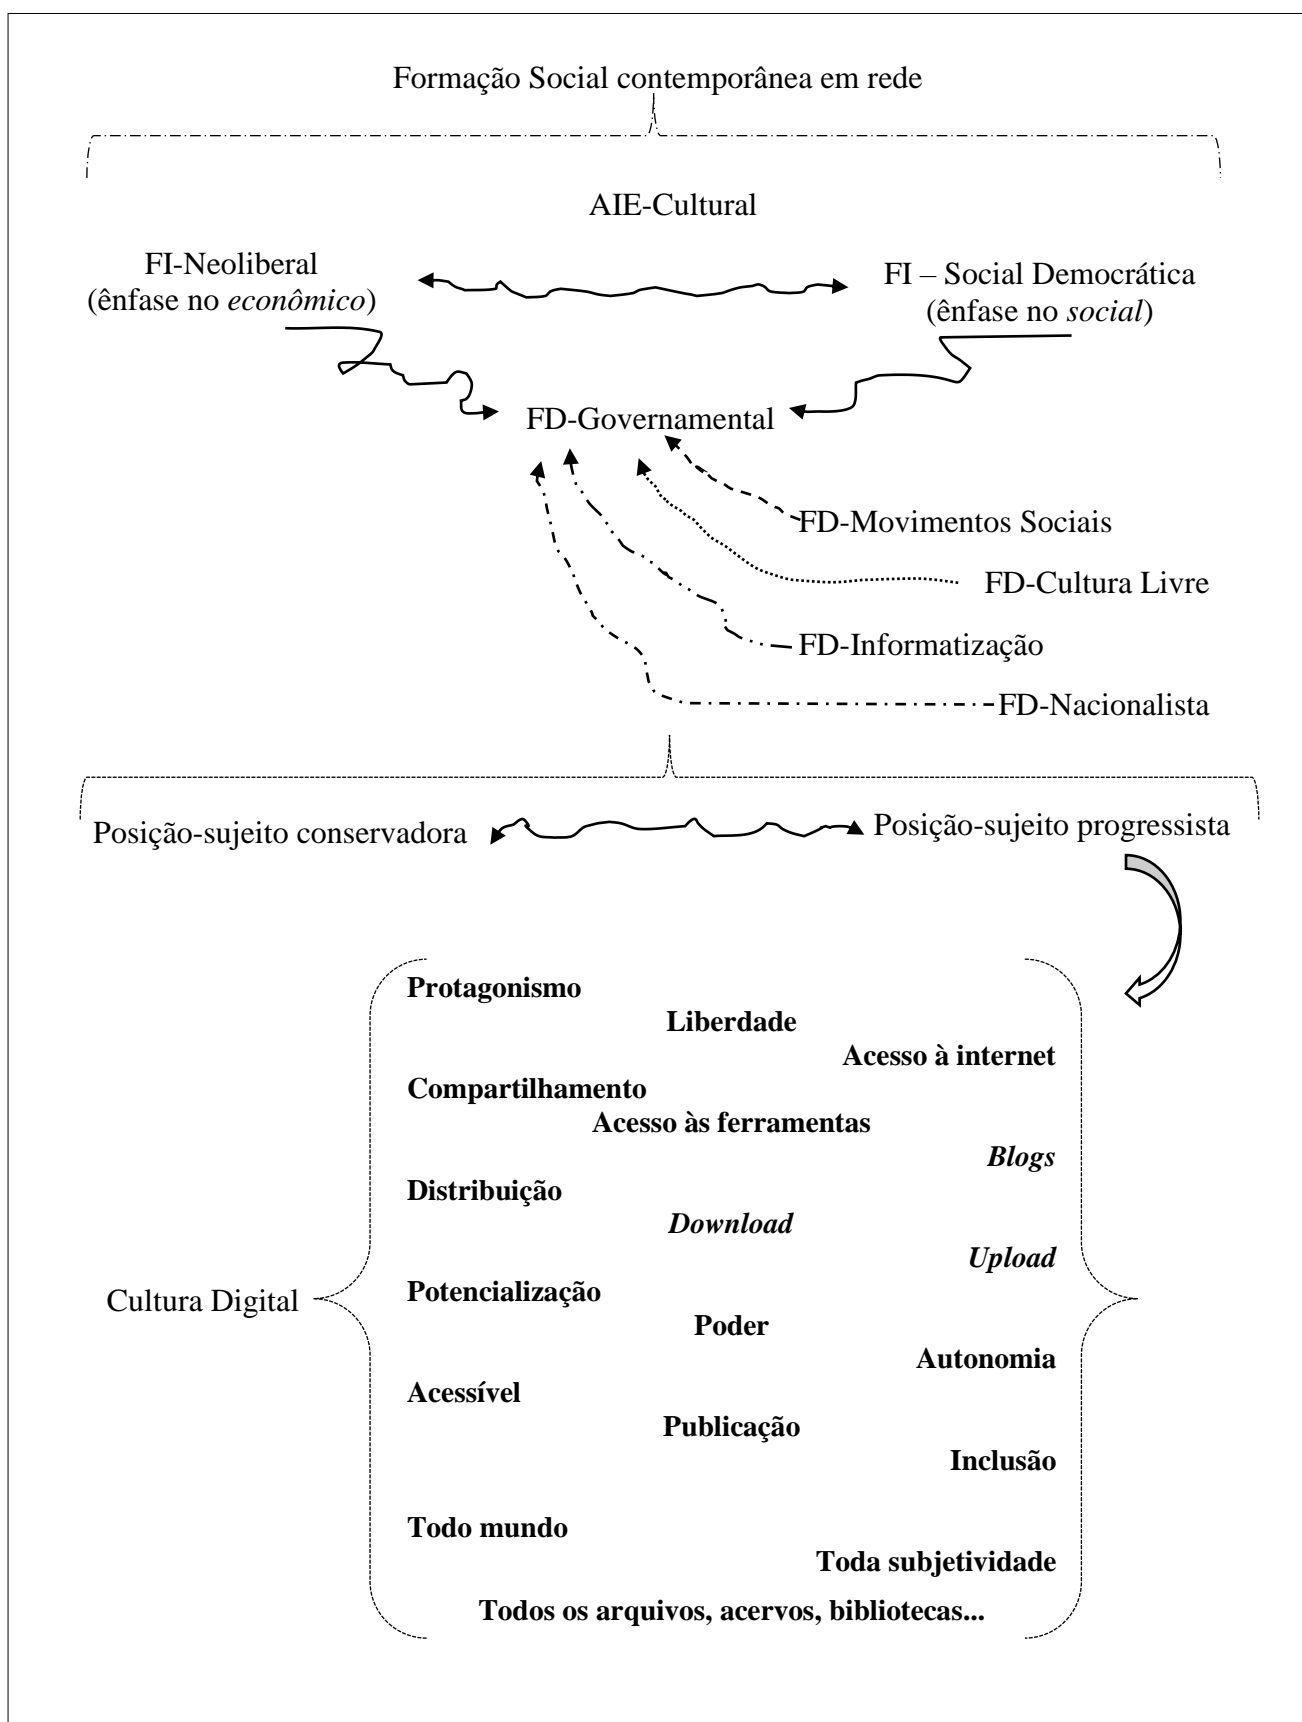 Formação Social contemporânea em rede
AIE-Cultural
FI-Neoliberal
(ênfase no econômico)
FI – Social Democrática
(ênfase no social)
FD-Governamental
FD-Movimentos Sociais
FD-Cultura Livre
FD-Informatização
FD-Nacionalista
Posição-sujeito conservadora
Posição-sujeito progressista
Protagonismo
Liberdade
Acesso à internet
Compartilhamento
Acesso às ferramentas
Blogs
Distribuição
Download
Upload
Potencialização
Cultura Digital
Poder
Autonomia
Acessível
Publicação
Inclusão
Todo mundo
Toda subjetividade
Todos os arquivos, acervos, bibliotecas...